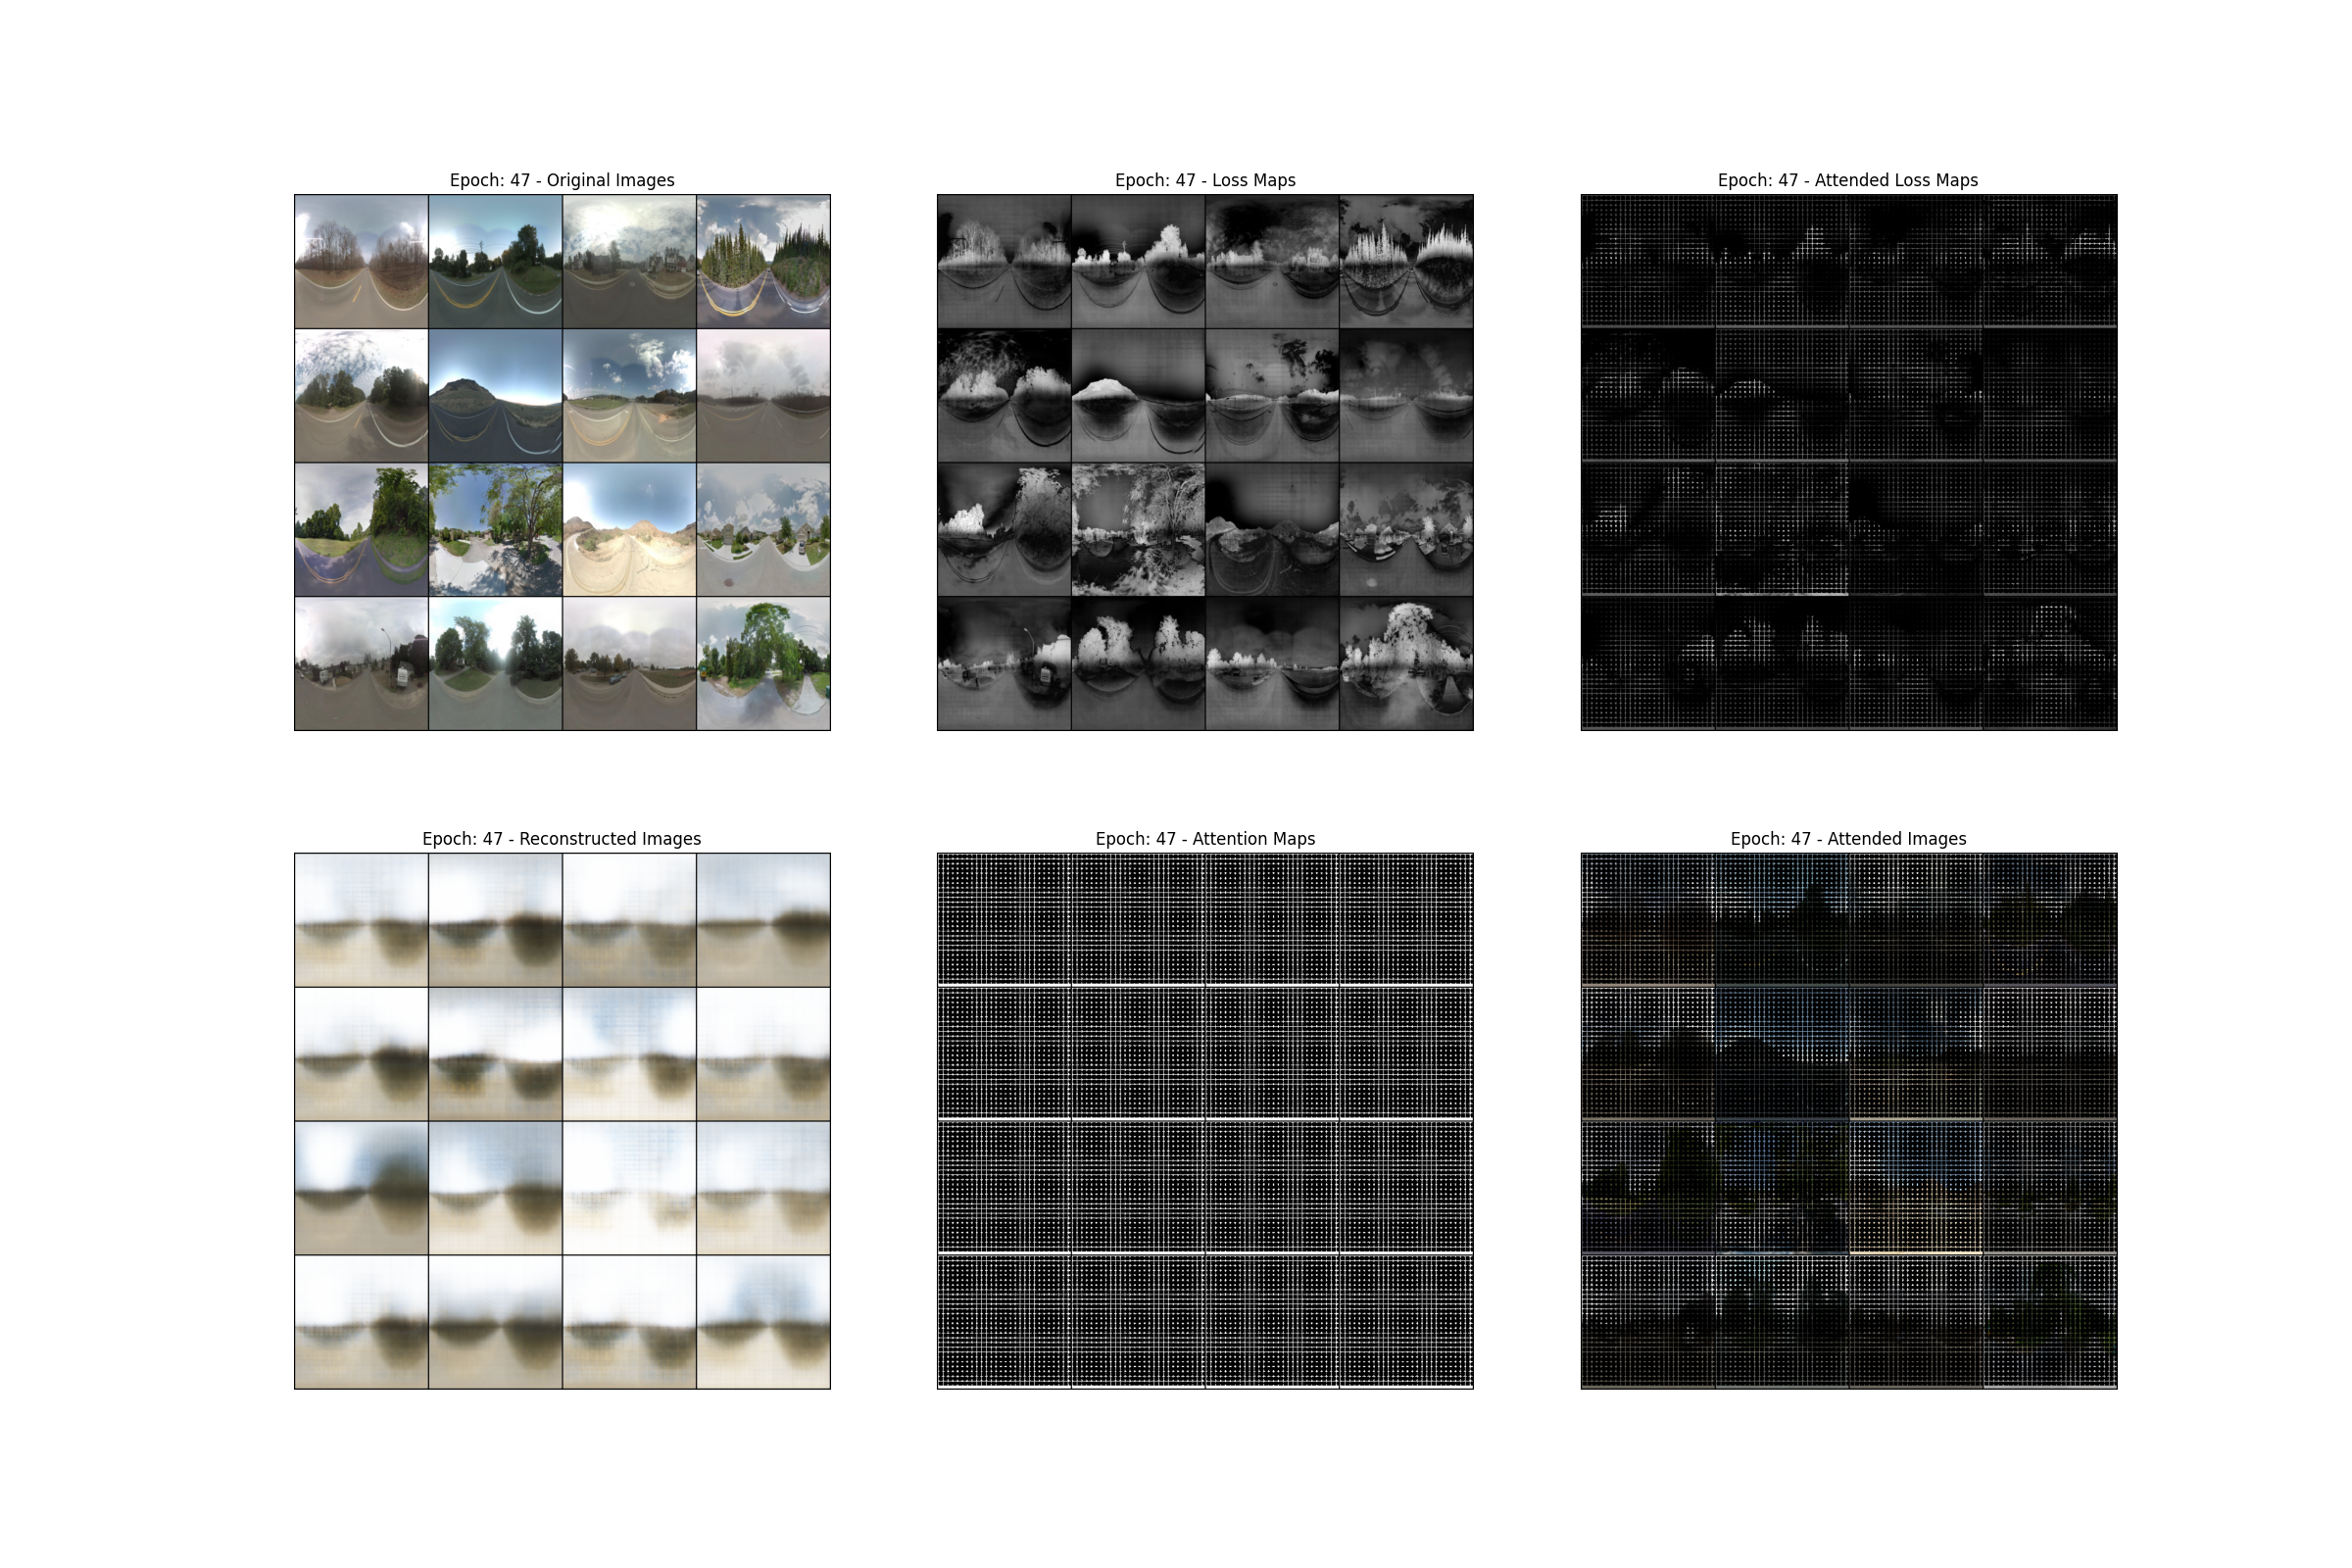 Epoch: 47 - Original Images
Epoch: 47 - Loss Maps
Epoch: 47 - Attended Loss Maps
Epoch: 47 - Reconstructed Images
Epoch: 47 - Attention Maps
Epoch: 47 - Attended Images